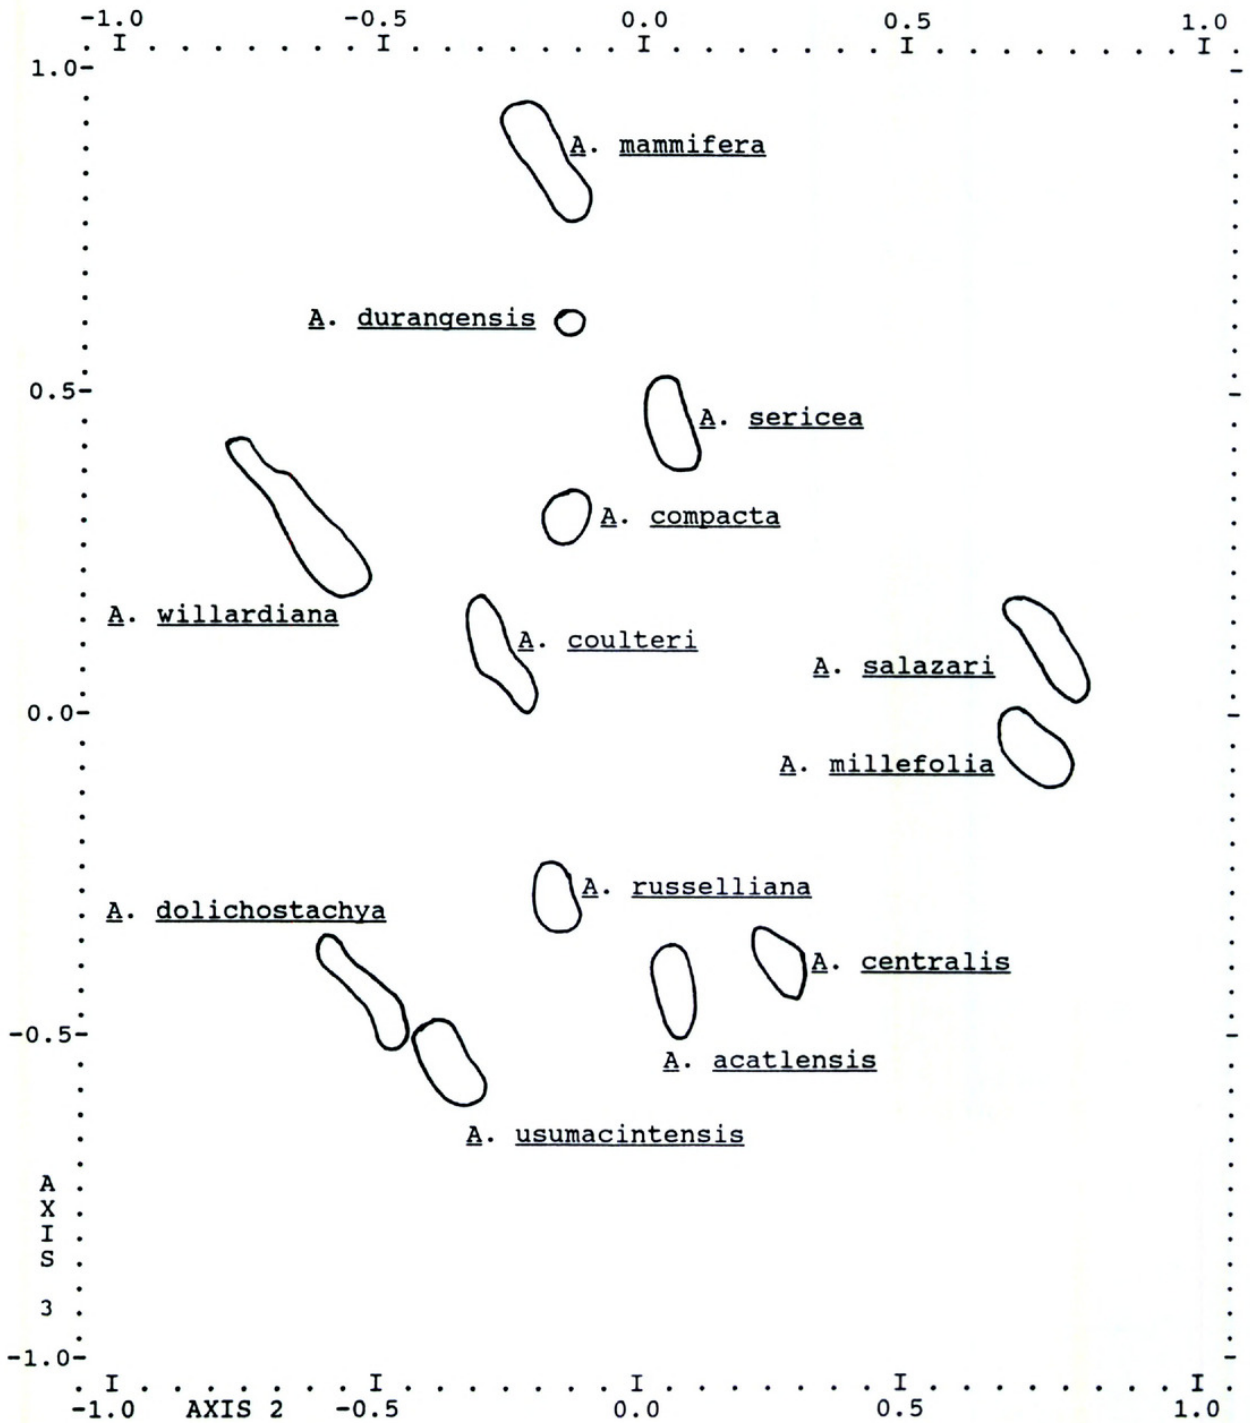 -1.0 -0.5 0.0 0.5 1.0
I I I I I
1.0-
A. mammifera
A. durangensis
0.5-
A. sericea
A. compacta
A. willardiana
A. coulteri
A. salazari
0.0-
A. millefolia
A. russelliana
A. dolichostachya
A. centralis
-0.5-
A. acatlensis
A. usumacintensis
A
X
I
S
3
-1.0-
I I I I I
-1.0 AXIS 2 -0.5 0.0 0.5 1.0